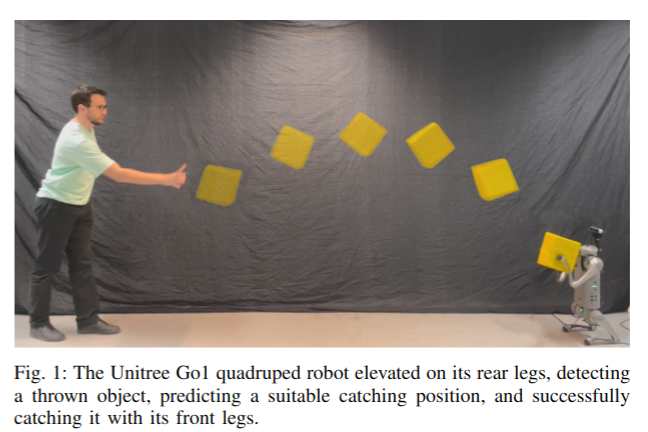 Fig. 1: The Unitree Go1 quadruped robot elevated on its rear legs, detecting
a thrown object, predicting a suitable catching position, and successfully
catching it with its front legs.